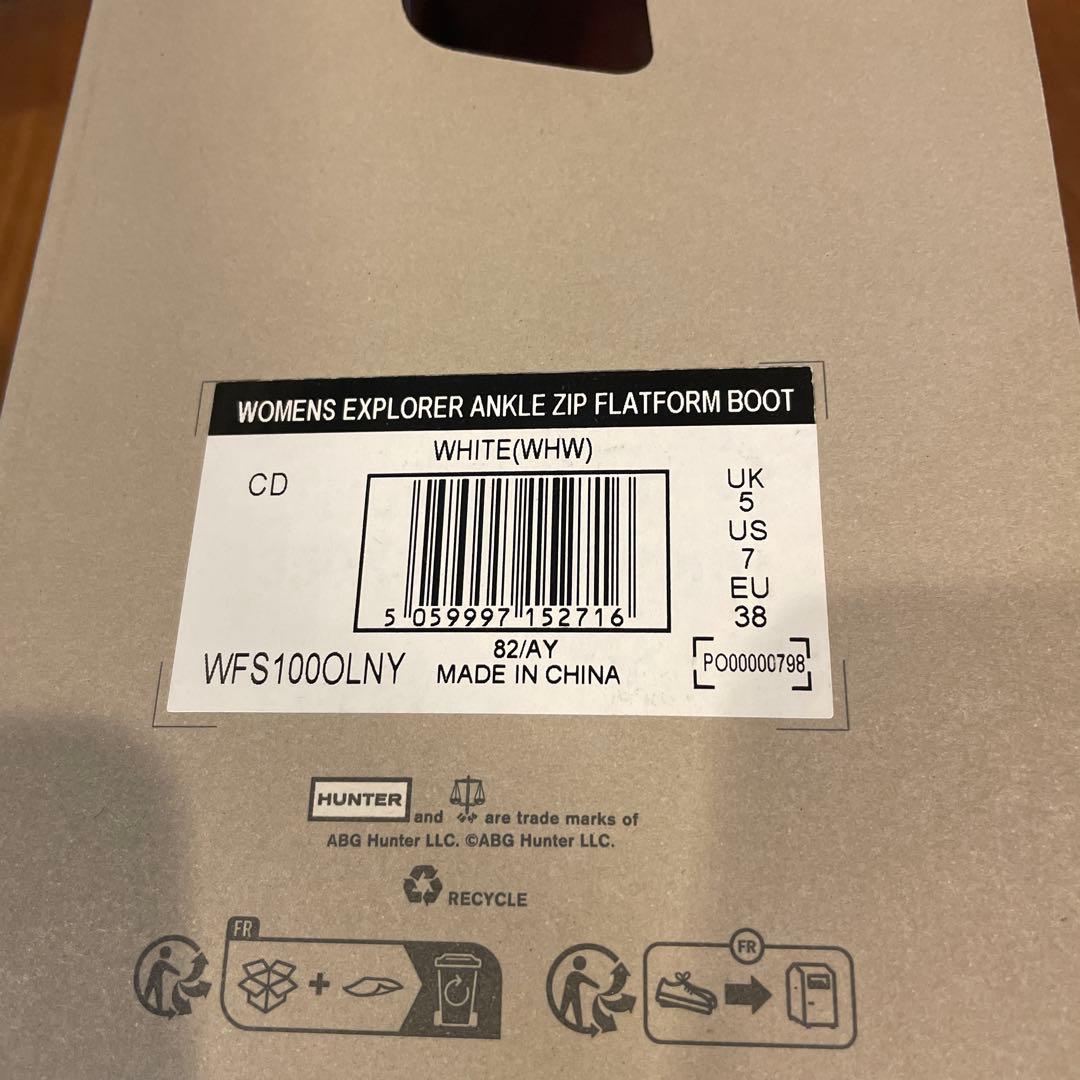 WOMENS EXPLORER ANKLE ZIP FLATFORM BOOT
WHITE(WHW)
CD
UK
5
US
7
EU
38
5 059997 152716
82/AY
MADE IN CHINA
WFS100OLNY
PO00000798
HUNTER and are trade marks of
ABG Hunter LLC. ©ABG Hunter LLC.
RECYCLE
FR
+
FR